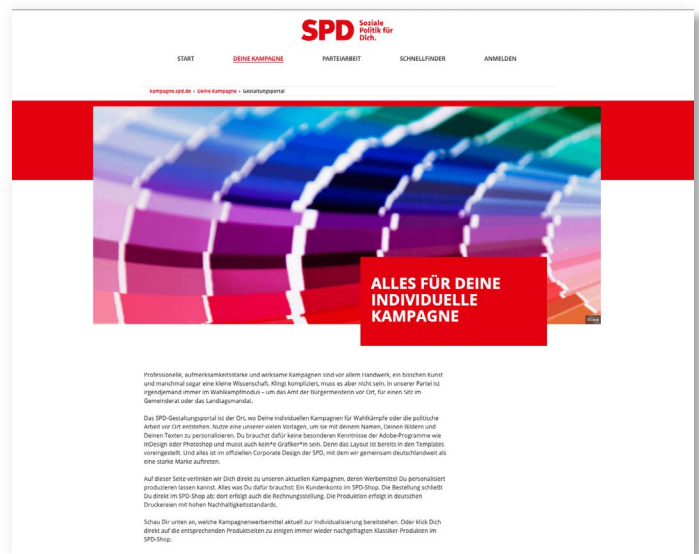 SPD Soziale
Politik für
Dich.
START DEINE KAMPAGNE PARTEIARBEIT SCHNELLFINDER ANMELDEN
kampagne.spd.de › Deine Kampagne › Gestaltungsportal
ALLES FÜR DEINE
INDIVIDUELLE
KAMPAGNE
Professionelle, aufmerksamkeitsstarke und wirksame Kampagnen sind vor allem Handwerk, ein bisschen Kunst
und manchmal sogar eine kleine Wissenschaft. Klingt kompliziert, muss es aber nicht sein. In unserer Partei ist
irgendjemand immer im Wahlkampfmodus – um das Amt der Bürgermeisterin vor Ort, für einen Sitz im
Gemeinderat oder das Landtagsmandat.
Das SPD-Gestaltungsportal ist der Ort, wo Deine individuellen Kampagnen für Wahlkämpfe oder die politische
Arbeit vor Ort entstehen. Nutze eine unserer vielen Vorlagen, um sie mit deinem Namen, Deinen Bildern und
Deinen Texten zu personalisieren. Du brauchst dafür keine besonderen Kenntnisse der Adobe-Programme wie
InDesign oder Photoshop und musst auch kein*e Grafiker*in sein. Denn das Layout ist bereits in den Templates
voreingestellt. Und alles ist im offiziellen Corporate Design der SPD, mit dem wir gemeinsam deutschlandweit als
eine starke Marke auftreten.
Auf dieser Seite verlinken wir Dich direkt zu unseren aktuellen Kampagnen, deren Werbemittel Du personalisiert
produzieren lassen kannst. Alles was Du dafür brauchst: Ein Kundenkonto im SPD-Shop. Die Bestellung schließt
Du direkt im SPD-Shop ab; dort erfolgt auch die Rechnungsstellung. Die Produktion erfolgt in deutschen
Druckereien mit hohen Nachhaltigkeitsstandards.
Schau Dir unten an, welche Kampagnenwerbemittel aktuell zur Individualisierung bereitstehen. Oder klick Dich
direkt auf die entsprechenden Produktseiten zu einigen immer wieder nachgefragten Klassiker-Produkten im
SPD-Shop.